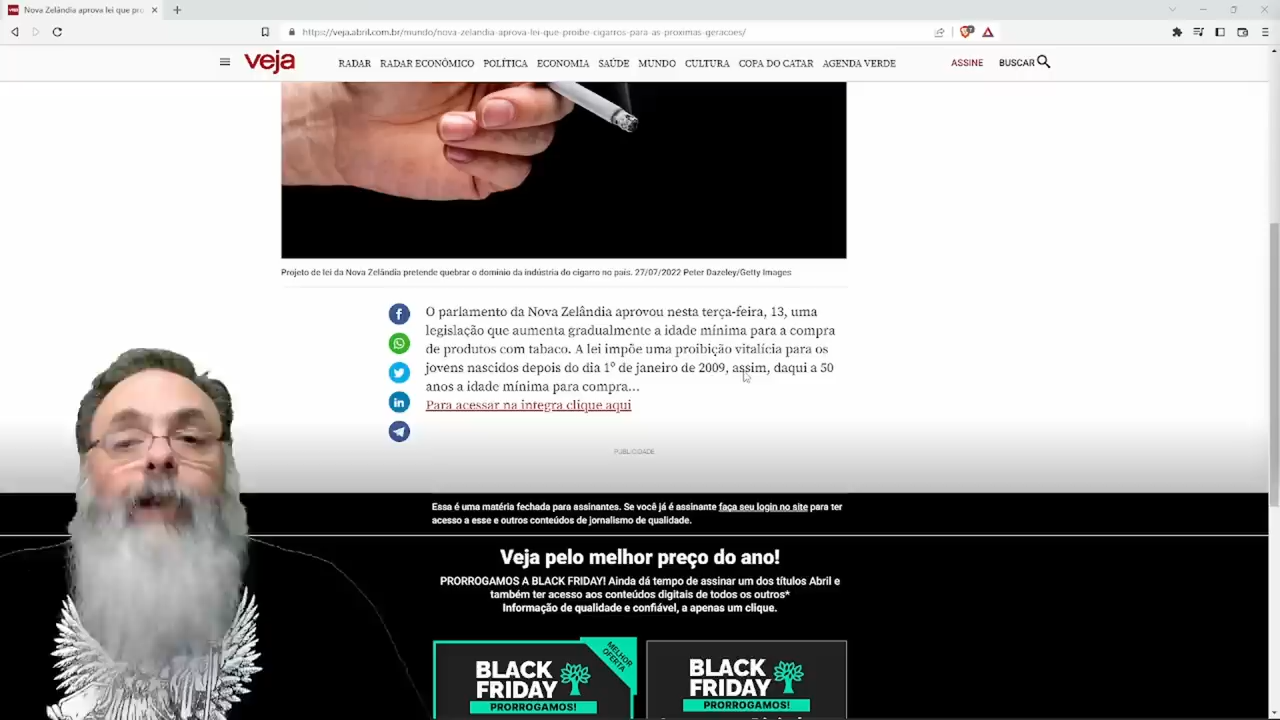 Nova Zelândia aprova lei que pro
https://veja.abril.com.br/mundo/nova-zelandia-aprova-lei-que-proibe-cigarros-para-as-proximas-geracoes/
veja
RADAR RADAR ECONÔMICO POLÍTICA ECONOMIA SAÚDE MUNDO CULTURA COPA DO CATAR AGENDA VERDE
ASSINE BUSCAR
Projeto de lei da Nova Zelândia pretende quebrar o domínio da indústria do cigarro no país. 27/07/2022 Peter Dazeley/Getty Images
O parlamento da Nova Zelândia aprovou nesta terça-feira, 13, uma
legislação que aumenta gradualmente a idade mínima para a compra
de produtos com tabaco. A lei impõe uma proibição vitalícia para os
jovens nascidos depois do dia 1º de janeiro de 2009, assim, daqui a 50
anos a idade mínima para compra...
Para acessar na íntegra clique aqui
PUBLICIDADE
Essa é uma matéria fechada para assinantes. Se você já é assinante faça seu login no site para ter
acesso a esse e outros conteúdos de jornalismo de qualidade.
Veja pelo melhor preço do ano!
PRORROGAMOS A BLACK FRIDAY! Ainda dá tempo de assinar um dos títulos Abril e
também ter acesso aos conteúdos digitais de todos os outros*
Informação de qualidade e confiável, a apenas um clique.
MELHOR
OFERTA
BLACK
FRIDAY
PRORROGAMOS!
BLACK
FRIDAY
PRORROGAMOS!